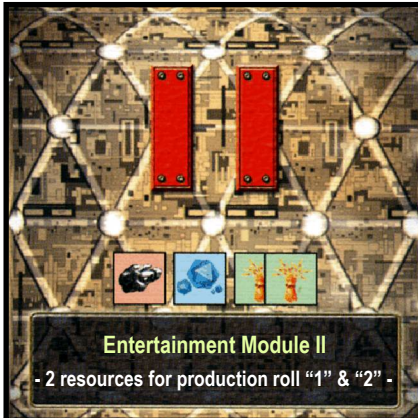 Entertainment Module II
- 2 resources for production roll “1” & “2” -